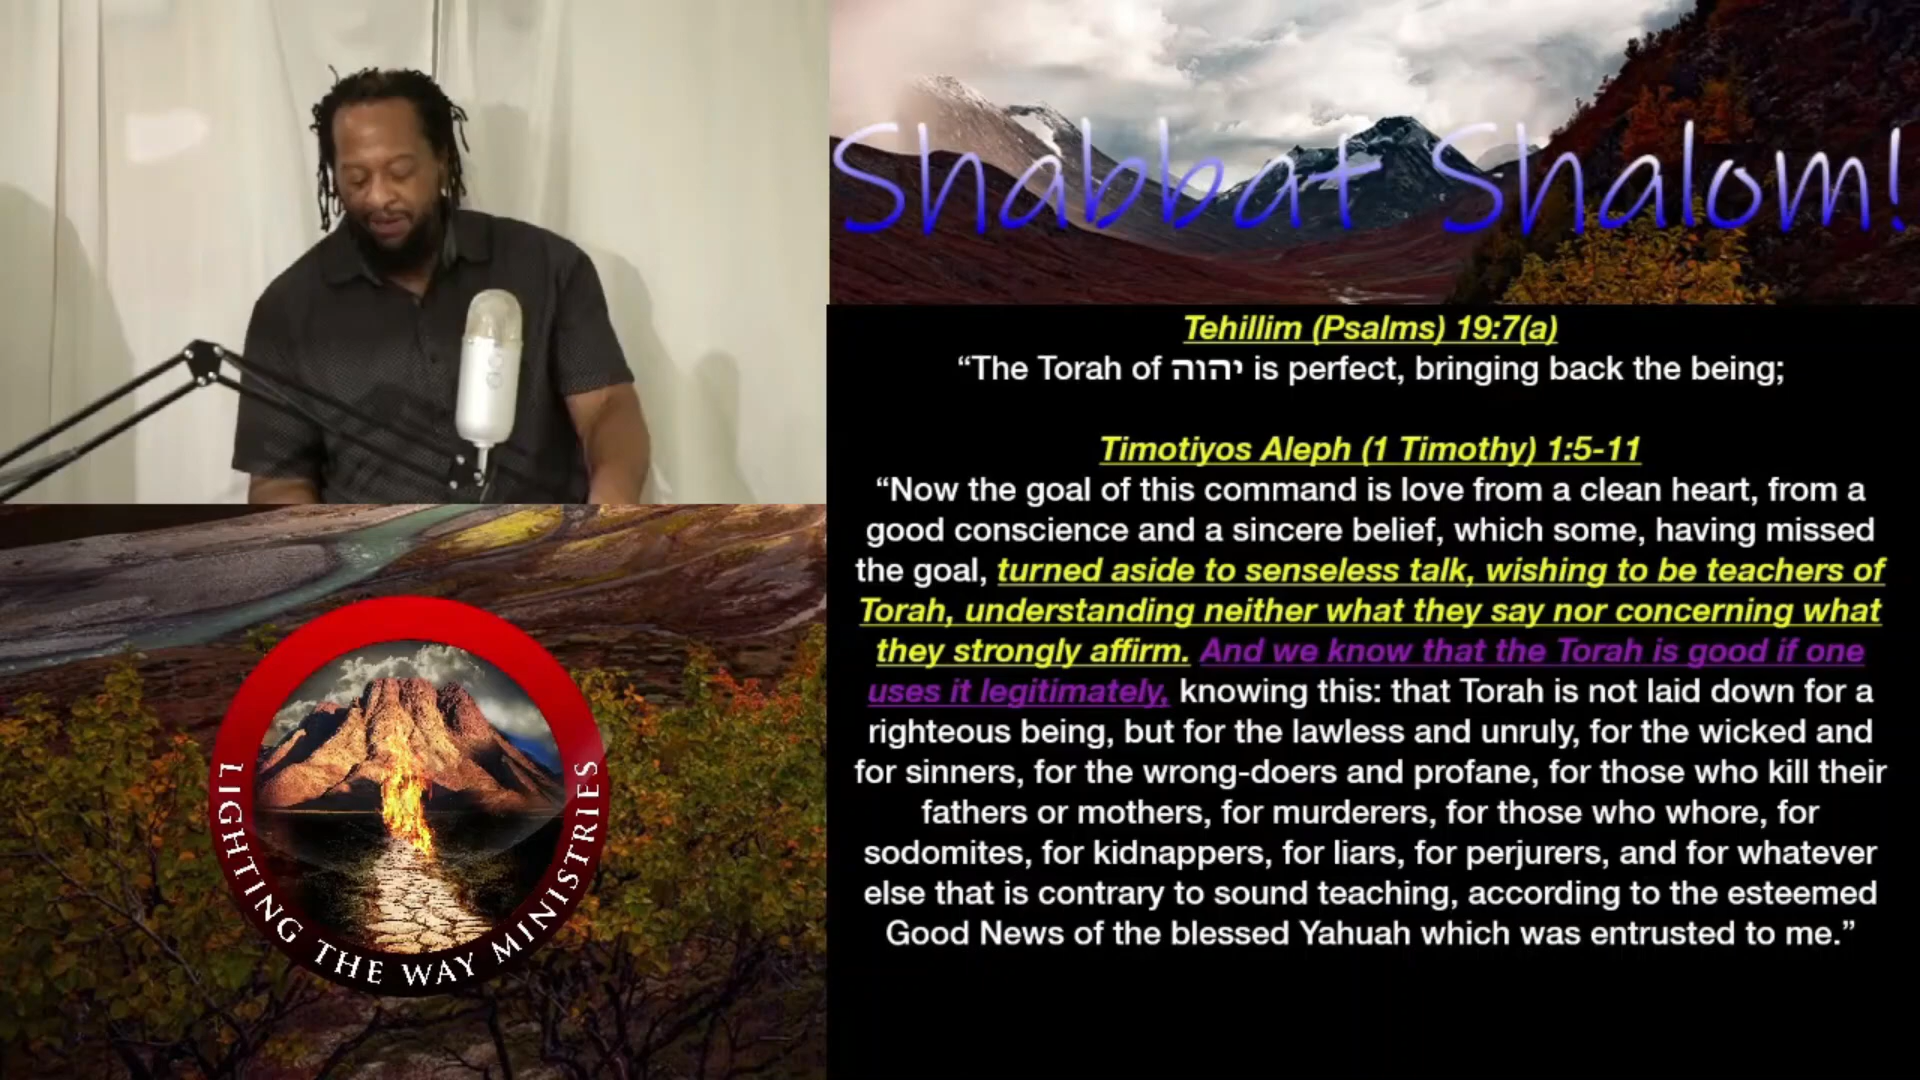 Shabbat Shalom!
Tehillim (Psalms) 19:7(a)
“The Torah of יהוה is perfect, bringing back the being;
Timotiyos Aleph (1 Timothy) 1:5-11
“Now the goal of this command is love from a clean heart, from a
good conscience and a sincere belief, which some, having missed
the goal, turned aside to senseless talk, wishing to be teachers of
Torah, understanding neither what they say nor concerning what
they strongly affirm. And we know that the Torah is good if one
uses it legitimately, knowing this: that Torah is not laid down for a
righteous being, but for the lawless and unruly, for the wicked and
for sinners, for the wrong-doers and profane, for those who kill their
fathers or mothers, for murderers, for those who whore, for
sodomites, for kidnappers, for liars, for perjurers, and for whatever
else that is contrary to sound teaching, according to the esteemed
Good News of the blessed Yahuah which was entrusted to me.”
LIGHTING THE WAY MINISTRIES